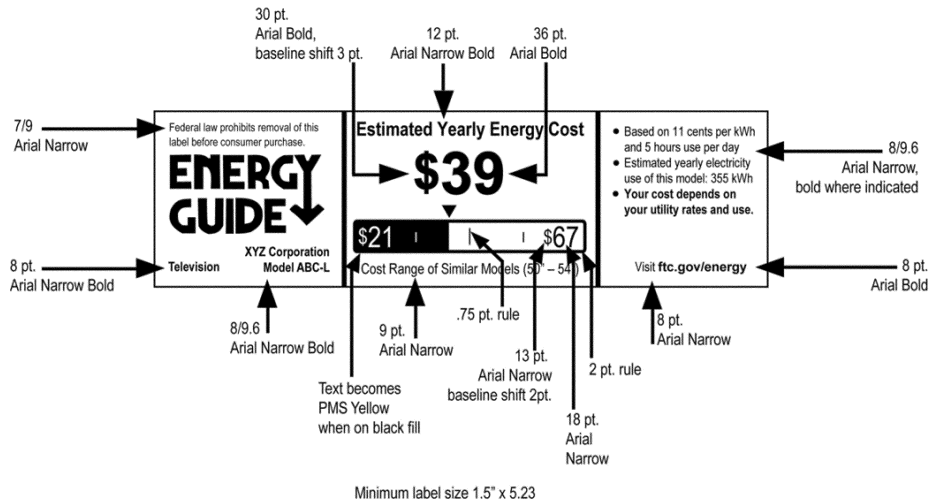 30 pt.
Arial Bold,
baseline shift 3 pt.
12 pt.
Arial Narrow Bold
36 pt.
Arial Bold
7/9
Arial Narrow
Federal law prohibits removal of this
label before consumer purchase.
ENERGY
GUIDE
XYZ Corporation
Television
Model ABC-L
Estimated Yearly Energy Cost
$39
$21
$67
Cost Range of Similar Models (50" – 54")
• Based on 11 cents per kWh
and 5 hours use per day
• Estimated yearly electricity
use of this model: 355 kWh
• Your cost depends on
your utility rates and use.
Visit ftc.gov/energy
8/9.6
Arial Narrow,
bold where indicated
8 pt.
Arial Narrow Bold
8/9.6
Arial Narrow Bold
9 pt.
Arial Narrow
.75 pt. rule
13 pt.
Arial Narrow
baseline shift 2pt.
2 pt. rule
8 pt.
Arial Narrow
8 pt.
Arial Bold
Text becomes
PMS Yellow
when on black fill
18 pt.
Arial
Narrow
Minimum label size 1.5" x 5.23